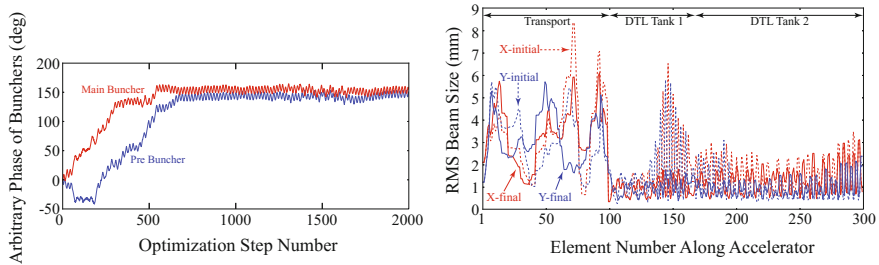 Arbitrary Phase of Bunchers (deg)
200
150
100
50
0
-50
Main Buncher
Pre Buncher
0
500
1000
1500
2000
Optimization Step Number
RMS Beam Size (mm)
9
8
7
6
5
4
3
2
1
0
Transport
DTL Tank 1
DTL Tank 2
X-initial
Y-initial
X-final
Y-final
1
50
100
150
200
250
300
Element Number Along Accelerator